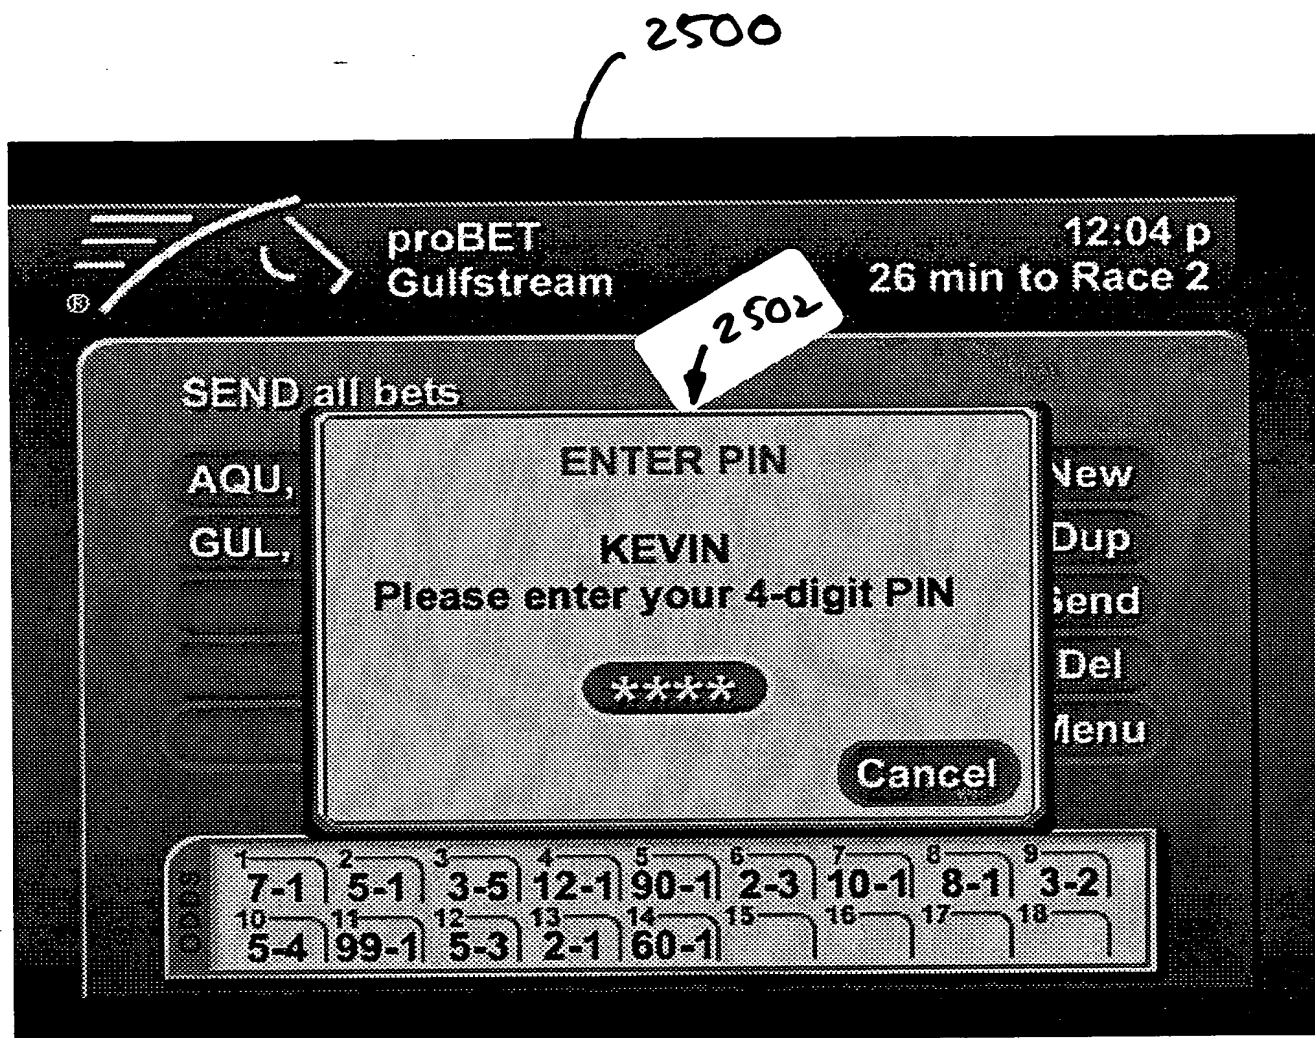 2500
proBET
Gulfstream
12:04 p
26 min to Race 2
®
2502
SEND all bets
AQU,
GUL,
ENTER PIN
KEVIN
Please enter your 4-digit PIN
****
Cancel
New
Dup
Send
Del
Menu
ODDS
1 2 3 4 5 6 7 8 9
7-1 5-1 3-5 12-1 90-1 2-3 10-1 8-1 3-2
10 11 12 13 14 15 16 17 18
5-4 99-1 5-3 2-1 60-1